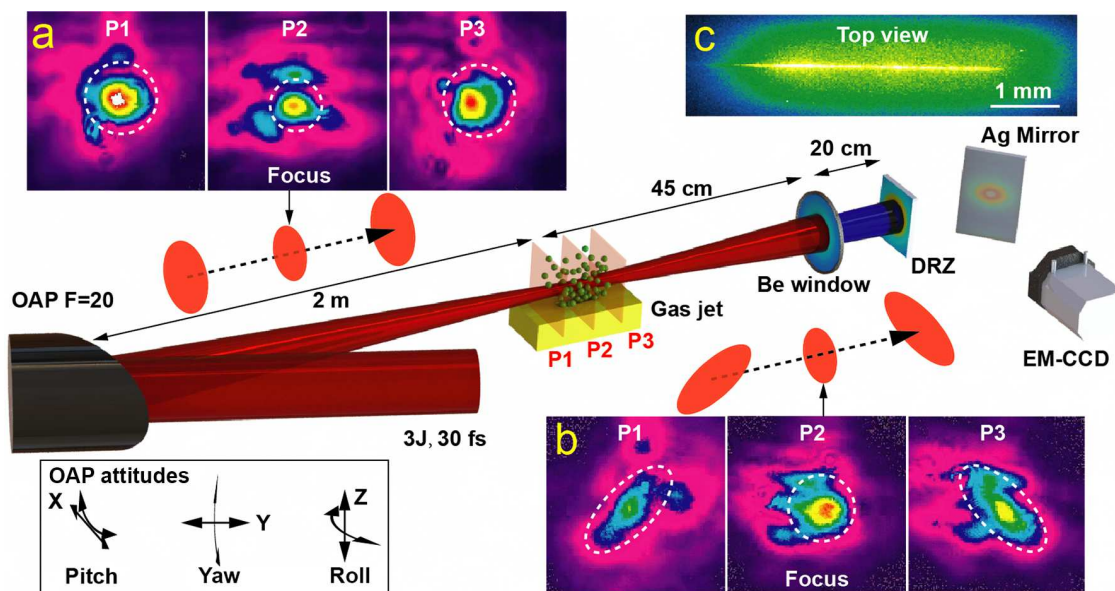 a
P1
P2
P3
Focus
c
Top view
1 mm
Ag Mirror
20 cm
45 cm
2 m
OAP F=20
DRZ
Be window
Gas jet
P1
P2
P3
EM-CCD
3J, 30 fs
OAP attitudes
X
Y
Z
Pitch
Yaw
Roll
b
P1
P2
P3
Focus